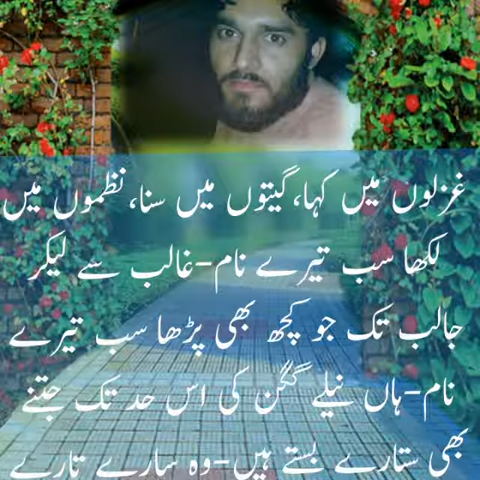 غزلوں میں کہا،گیتوں میں سنا،نظموں میں
لکھا سب تیرے نام-غالب سے لیکر
جالب تک جو کچھ بھی پڑھا سب تیرے
نام-ہاں نیلے گگن کی اس حد تک جتنے
بھی ستارے بستے ہیں-وہ سارے تارے